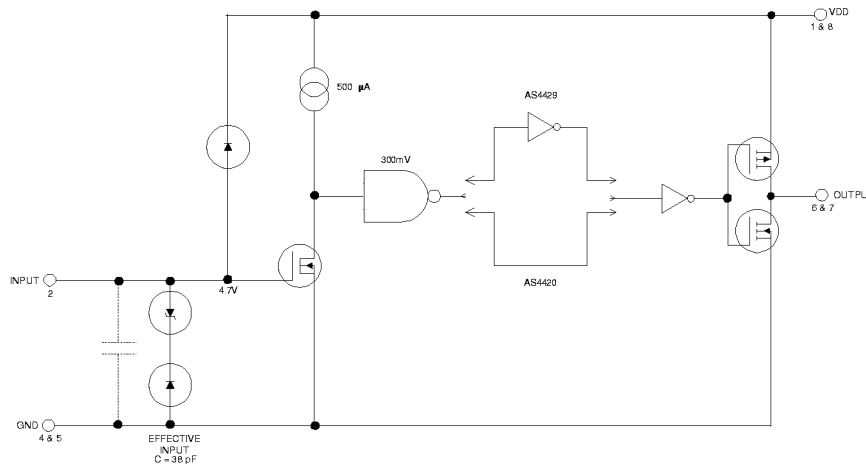 VDD
1 & 8
500 µA
AS4429
300mV
OUTPU
6 & 7
INPUT
2
4.7V
AS4420
GND
4 & 5
EFFECTIVE
INPUT
C = 38 pF